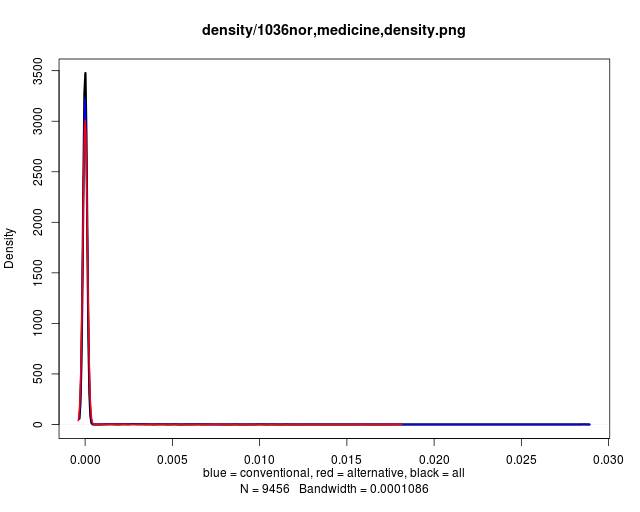 density/1036nor,medicine,density.png
Density
3500
3000
2500
2000
1500
1000
500
0
0.000 0.005 0.010 0.015 0.020 0.025 0.030
blue = conventional, red = alternative, black = all
N = 9456 Bandwidth = 0.0001086